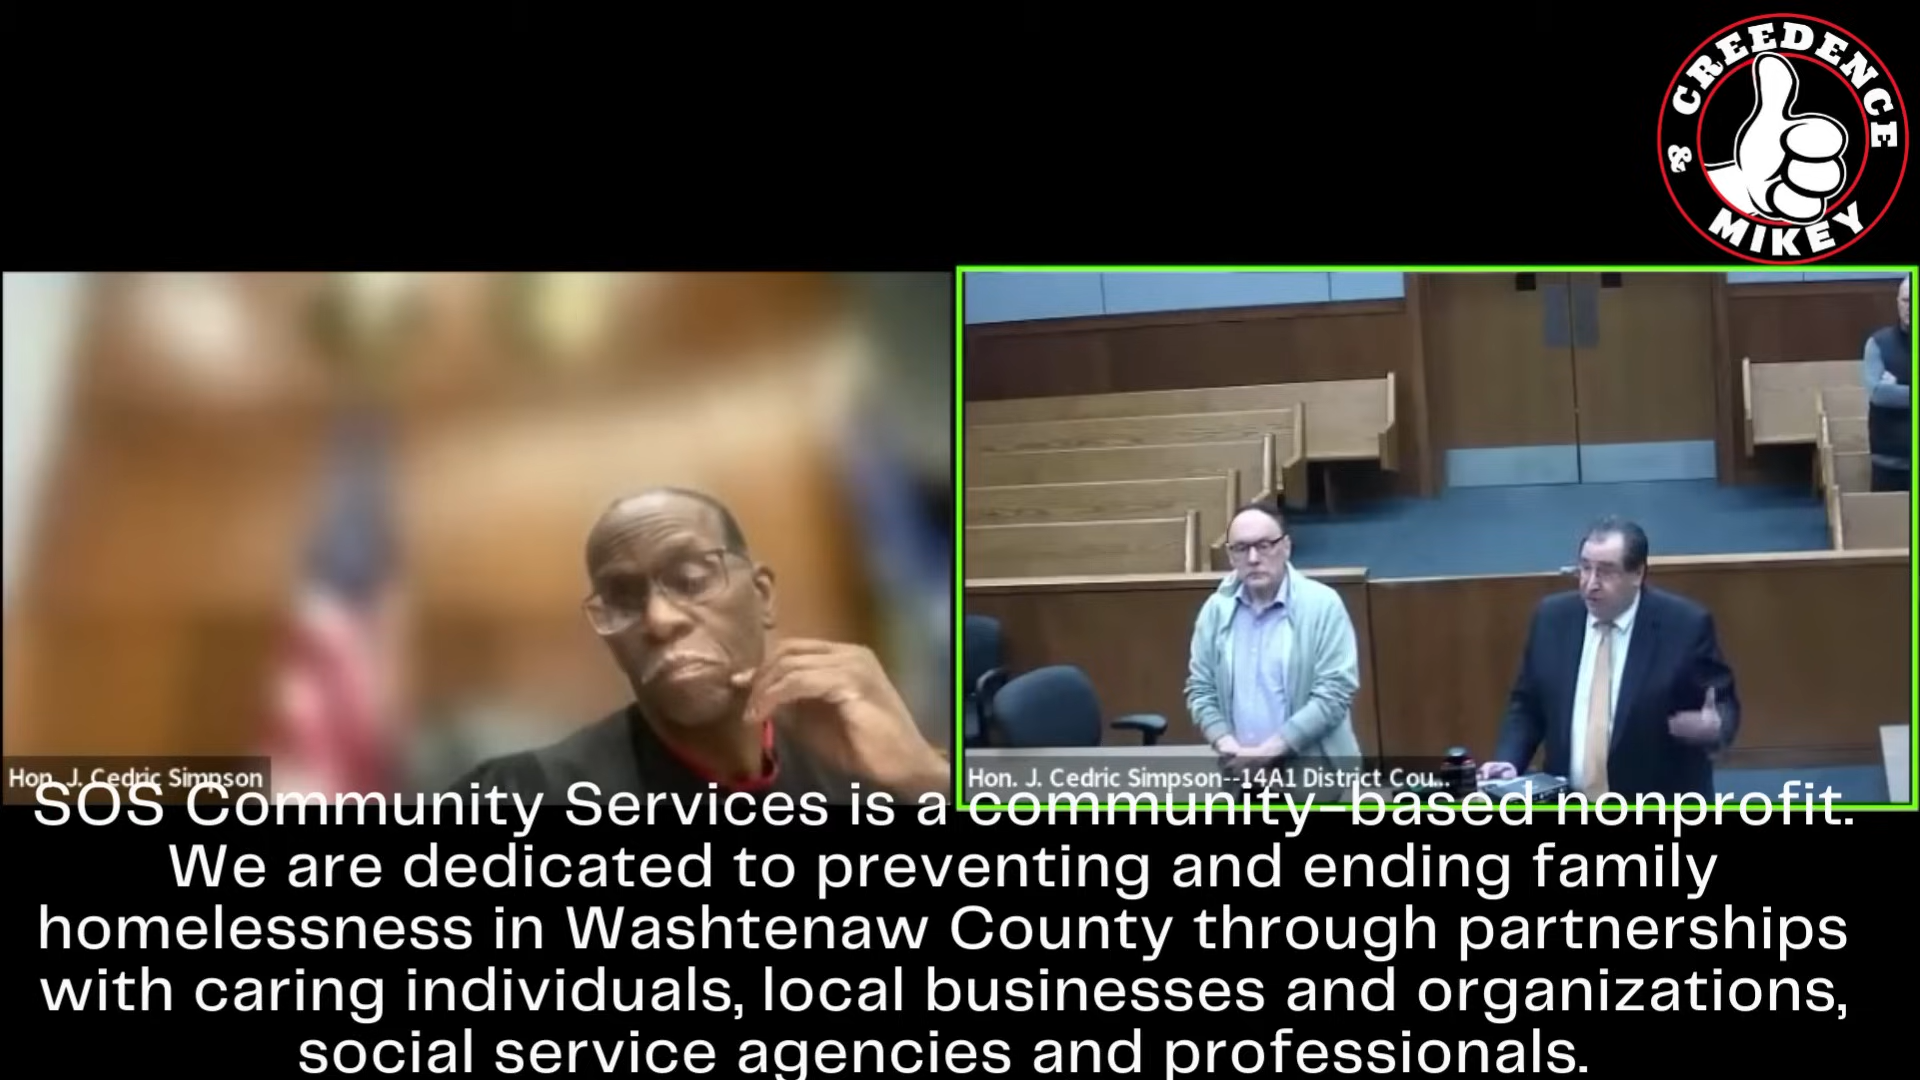 & CREEDENCE
MIKEY
Hon. J. Cedric Simpson
Hon. J. Cedric Simpson--14A1 District Cou...
SOS Community Services is a community-based nonprofit.
We are dedicated to preventing and ending family
homelessness in Washtenaw County through partnerships
with caring individuals, local businesses and organizations,
social service agencies and professionals.